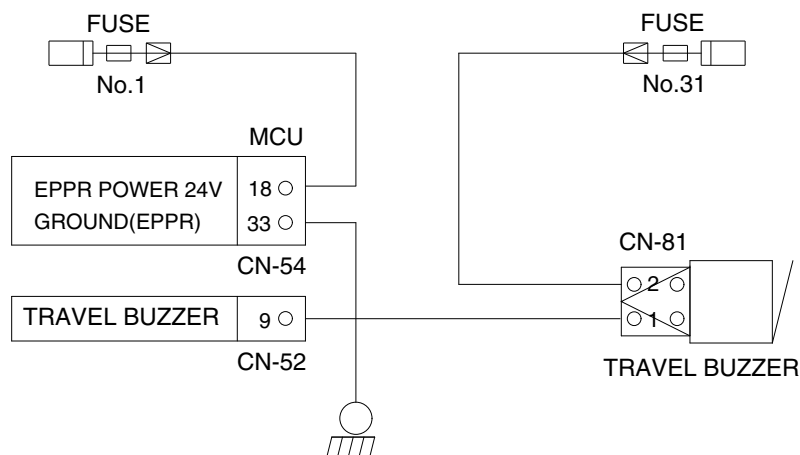 FUSE
No.1
FUSE
No.31
MCU
EPPR POWER 24V 18
GROUND(EPPR) 33
CN-54
TRAVEL BUZZER 9
CN-52
CN-81
2
1
TRAVEL BUZZER